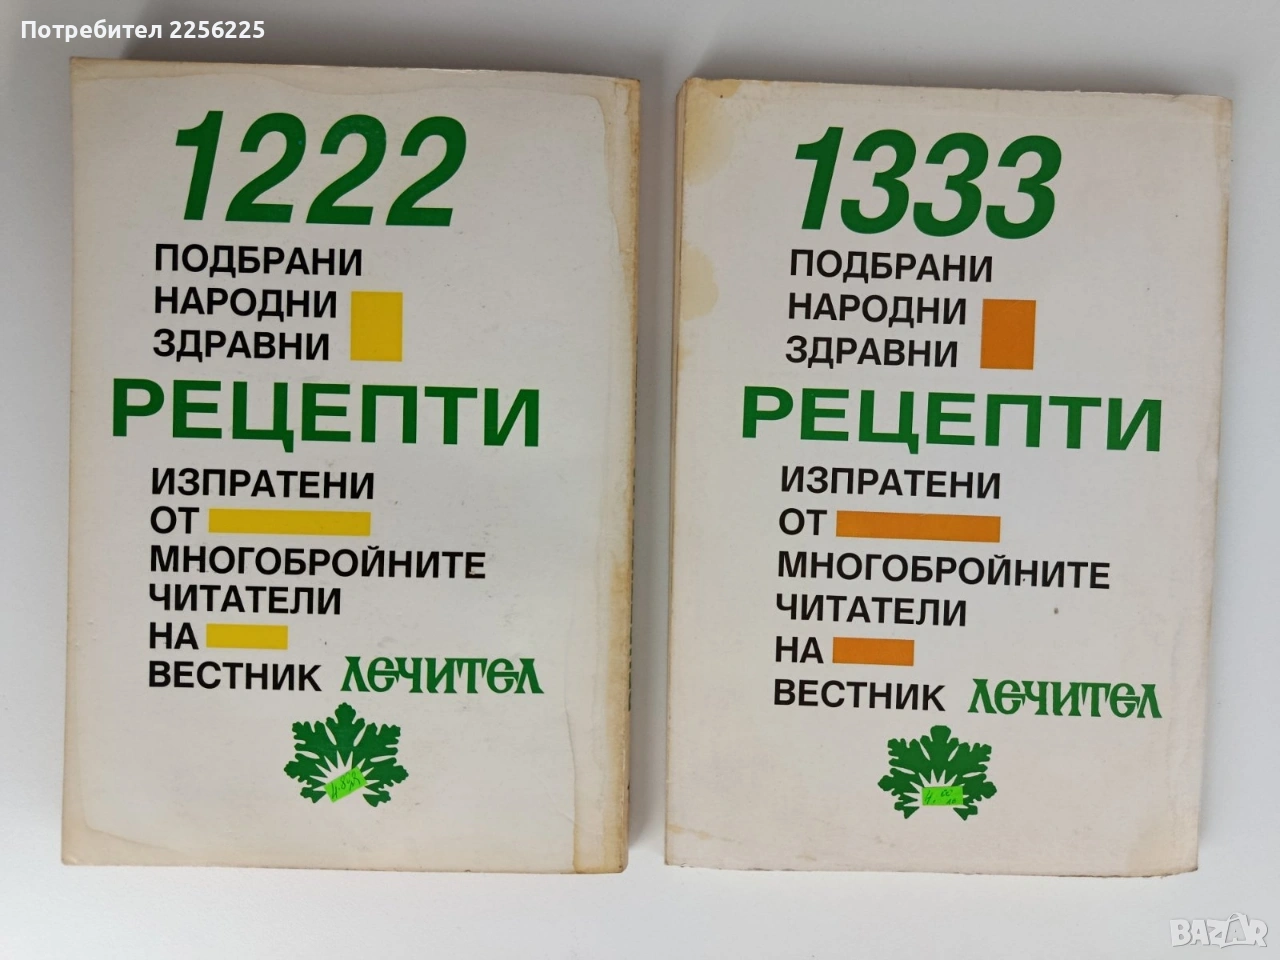 Потребител 2256225
1222
ПОДБРАНИ
НАРОДНИ
ЗДРАВНИ
РЕЦЕПТИ
ИЗПРАТЕНИ
ОТ
МНОГОБРОЙНИТЕ
ЧИТАТЕЛИ
НА
ВЕСТНИК ЛЕЧИТЕЛ
1333
ПОДБРАНИ
НАРОДНИ
ЗДРАВНИ
РЕЦЕПТИ
ИЗПРАТЕНИ
ОТ
МНОГОБРОЙНИТЕ
ЧИТАТЕЛИ
НА
ВЕСТНИК ЛЕЧИТЕЛ
BAZAR